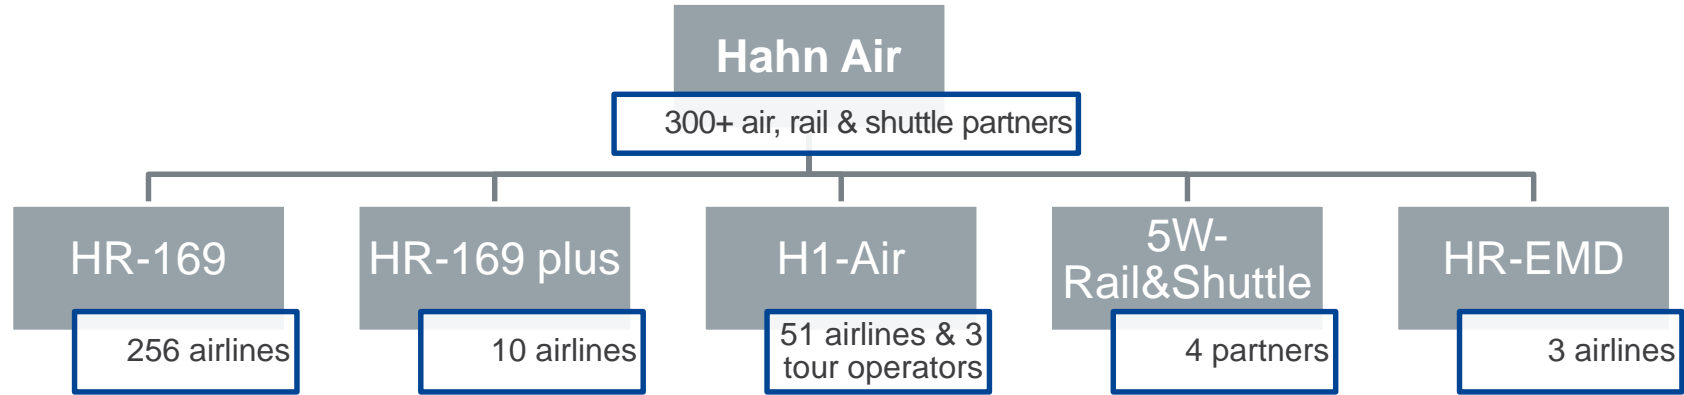 Hahn Air
300+ air, rail & shuttle partners
HR-169
256 airlines
HR-169 plus
10 airlines
H1-Air
51 airlines & 3
tour operators
5W-
Rail&Shuttle
4 partners
HR-EMD
3 airlines